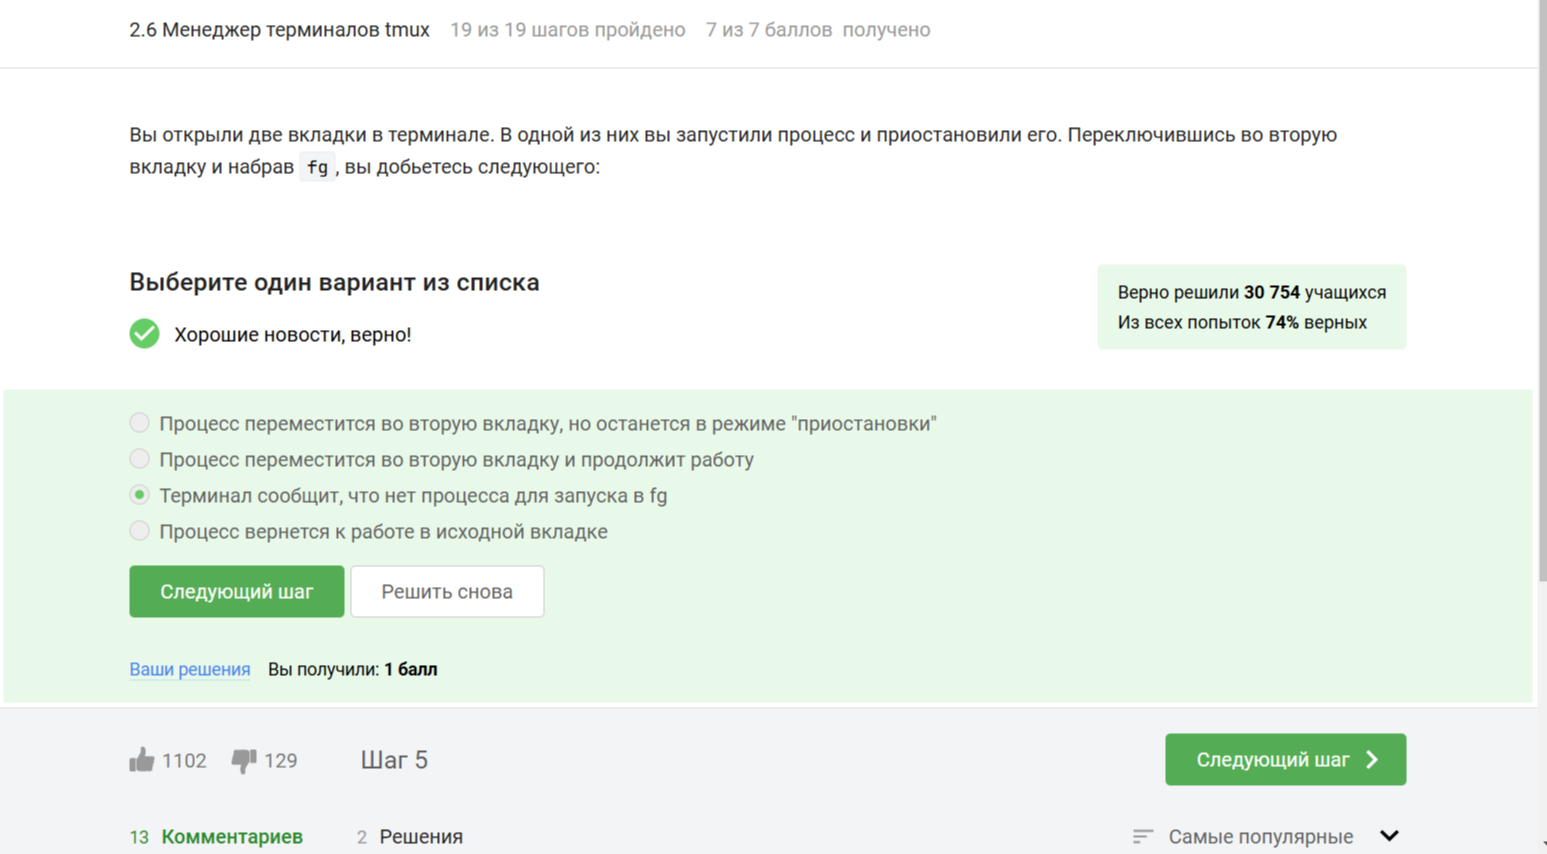 2.6 Менеджер терминалов tmux 19 из 19 шагов пройдено 7 из 7 баллов получено
Вы открыли две вкладки в терминале. В одной из них вы запустили процесс и приостановили его. Переключившись во вторую
вкладку и набрав fg , вы добьетесь следующего:
Выберите один вариант из списка
Хорошие новости, верно!
Верно решили 30 754 учащихся
Из всех попыток 74% верных
Процесс переместится во вторую вкладку, но останется в режиме "приостановки"
Процесс переместится во вторую вкладку и продолжит работу
Терминал сообщит, что нет процесса для запуска в fg
Процесс вернется к работе в исходной вкладке
Следующий шаг Решить снова
Ваши решения Вы получили: 1 балл
1102 129 Шаг 5 Следующий шаг
13 Комментариев 2 Решения Самые популярные